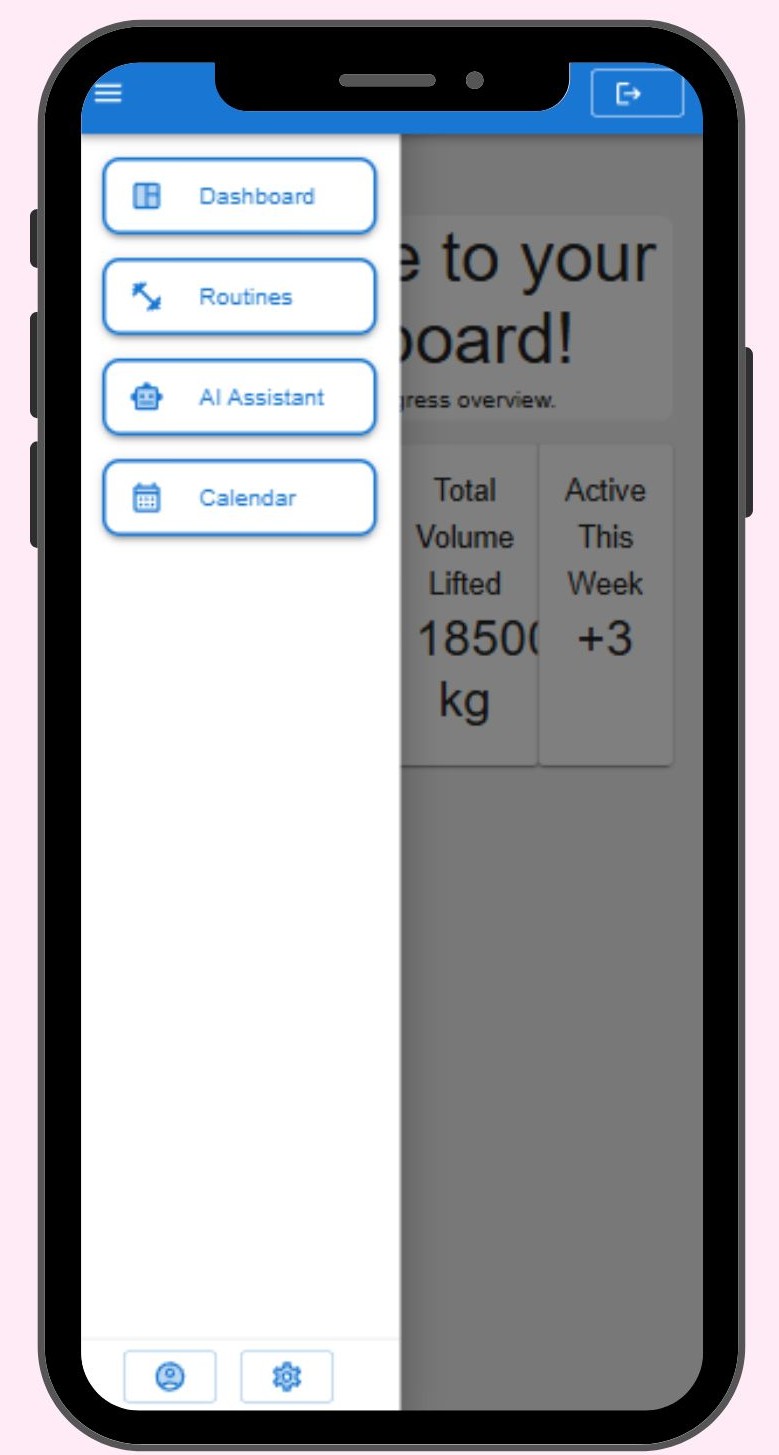 Dashboard
Routines
AI Assistant
Calendar
to your
board!
gress overview.
Total
Volume
Lifted
1850
kg
Active
This
Week
+3